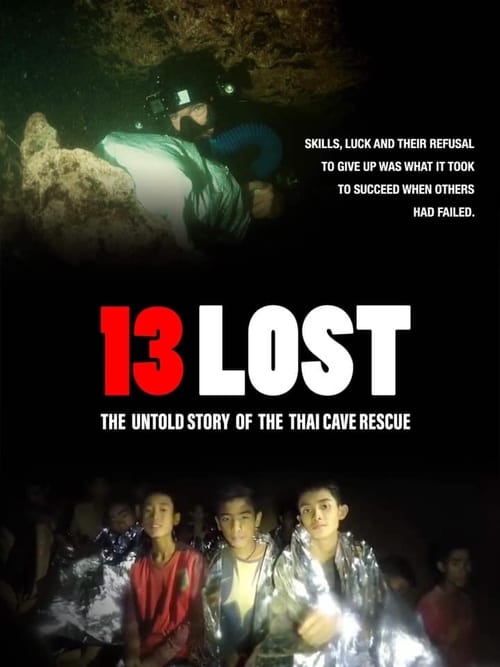 SKILLS, LUCK AND THEIR REFUSAL
TO GIVE UP WAS WHAT IT TOOK
TO SUCCEED WHEN OTHERS
HAD FAILED.
13 LOST
THE UNTOLD STORY OF THE THAI CAVE RESCUE